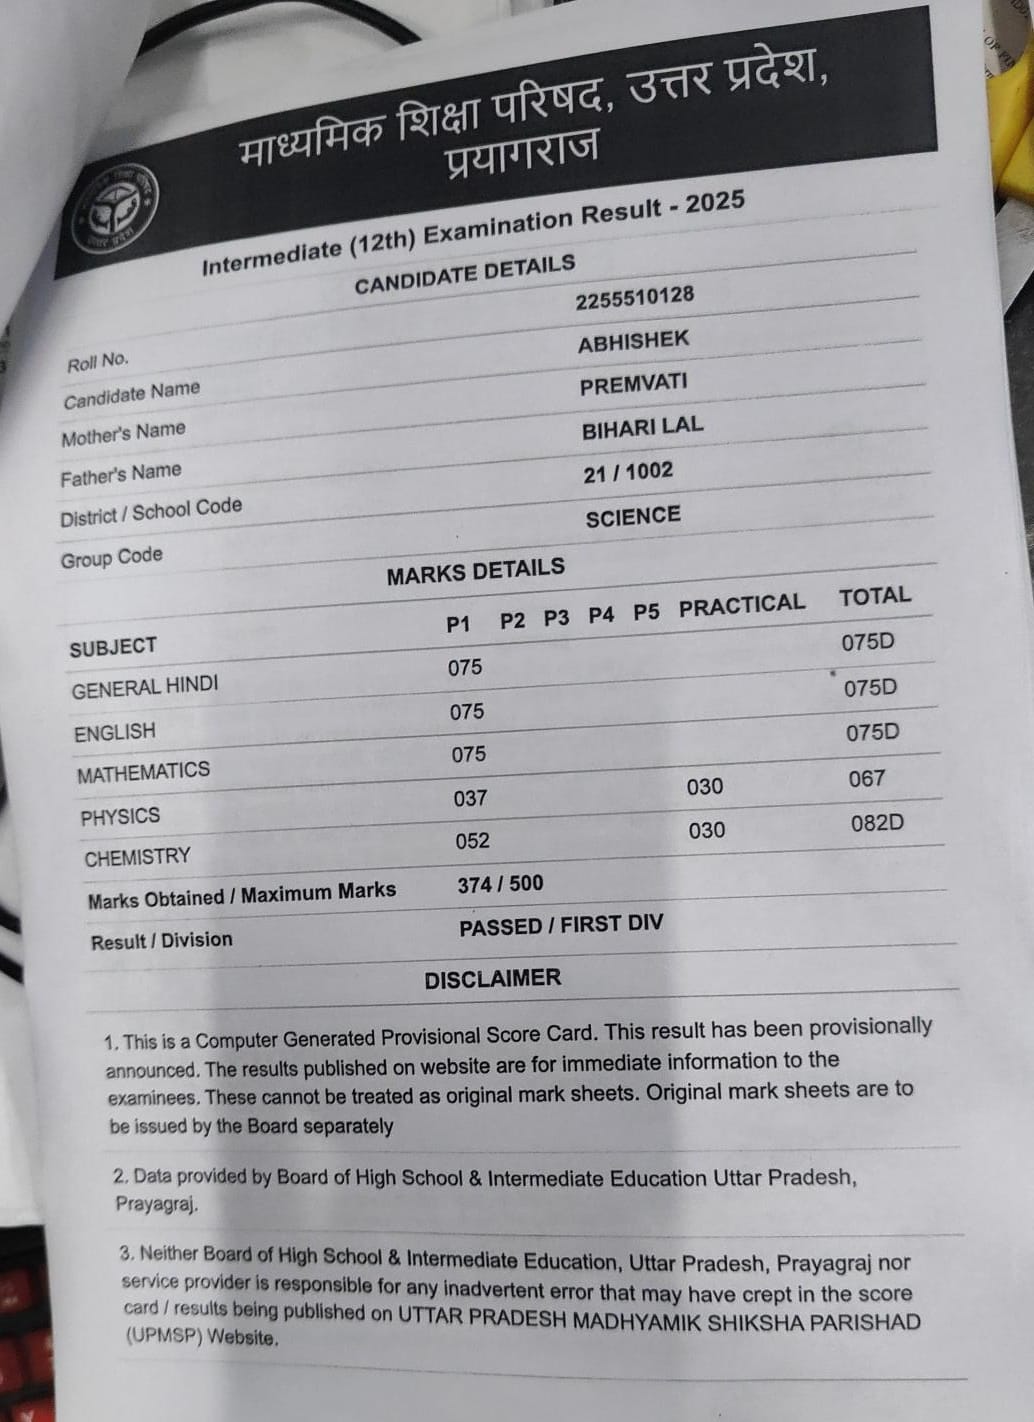 माध्यमिक शिक्षा परिषद, उत्तर प्रदेश,
प्रयागराज
Intermediate (12th) Examination Result - 2025
CANDIDATE DETAILS
Roll No. 2255510128
Candidate Name ABHISHEK
Mother's Name PREMVATI
Father's Name BIHARI LAL
District / School Code 21 / 1002
Group Code SCIENCE
MARKS DETAILS
SUBJECT P1 P2 P3 P4 P5 PRACTICAL TOTAL
GENERAL HINDI 075 075D
ENGLISH 075 075D
MATHEMATICS 075 075D
PHYSICS 037 030 067
CHEMISTRY 052 030 082D
Marks Obtained / Maximum Marks 374 / 500
Result / Division PASSED / FIRST DIV
DISCLAIMER
1. This is a Computer Generated Provisional Score Card. This result has been provisionally
announced. The results published on website are for immediate information to the
examinees. These cannot be treated as original mark sheets. Original mark sheets are to
be issued by the Board separately
2. Data provided by Board of High School & Intermediate Education Uttar Pradesh,
Prayagraj.
3. Neither Board of High School & Intermediate Education, Uttar Pradesh, Prayagraj nor
service provider is responsible for any inadvertent error that may have crept in the score
card / results being published on UTTAR PRADESH MADHYAMIK SHIKSHA PARISHAD
(UPMSP) Website.